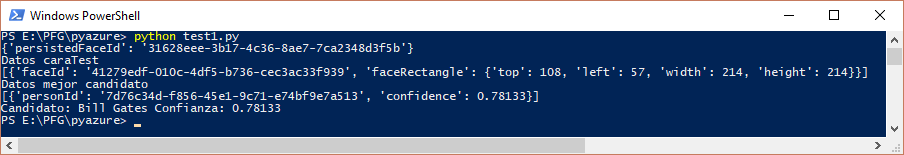 Windows PowerShell
PS E:\PFG\pyazure> python test1.py
{'persistedFaceId': '31628eee-3b17-4c36-8ae7-7ca2348d3f5b'}
Datos caraTest
[{'faceId': '41279edf-010c-4df5-b736-cec3ac33f939', 'faceRectangle': {'top': 108, 'left': 57, 'width': 214, 'height': 214}}]
Datos mejor candidato
[{'personId': '7d76c34d-f856-45e1-9c71-e74bf9e7a513', 'confidence': 0.78133}]
Candidato: Bill Gates Confianza: 0.78133
PS E:\PFG\pyazure>